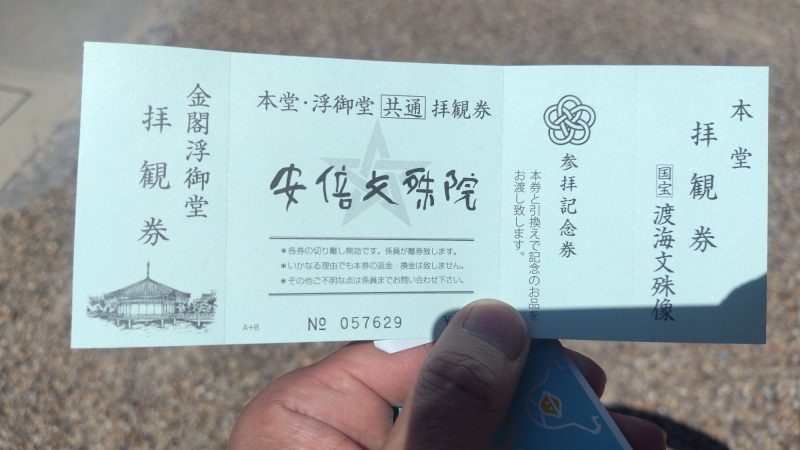 金閣浮御堂
拝観券
本堂・浮御堂 共通 拝観券
安倍文殊院
＊各券の切り離し無効です。係員が離券致します。
＊いかなる理由でも本券の返金・換金は致しません。
＊その他ご不明な点は係員までお問い合わせ下さい。
A+B
№ 057629
参拝記念券
本券と引換えで記念のお品を
お渡し致します。
本堂
拝観券
国宝 渡海文殊像